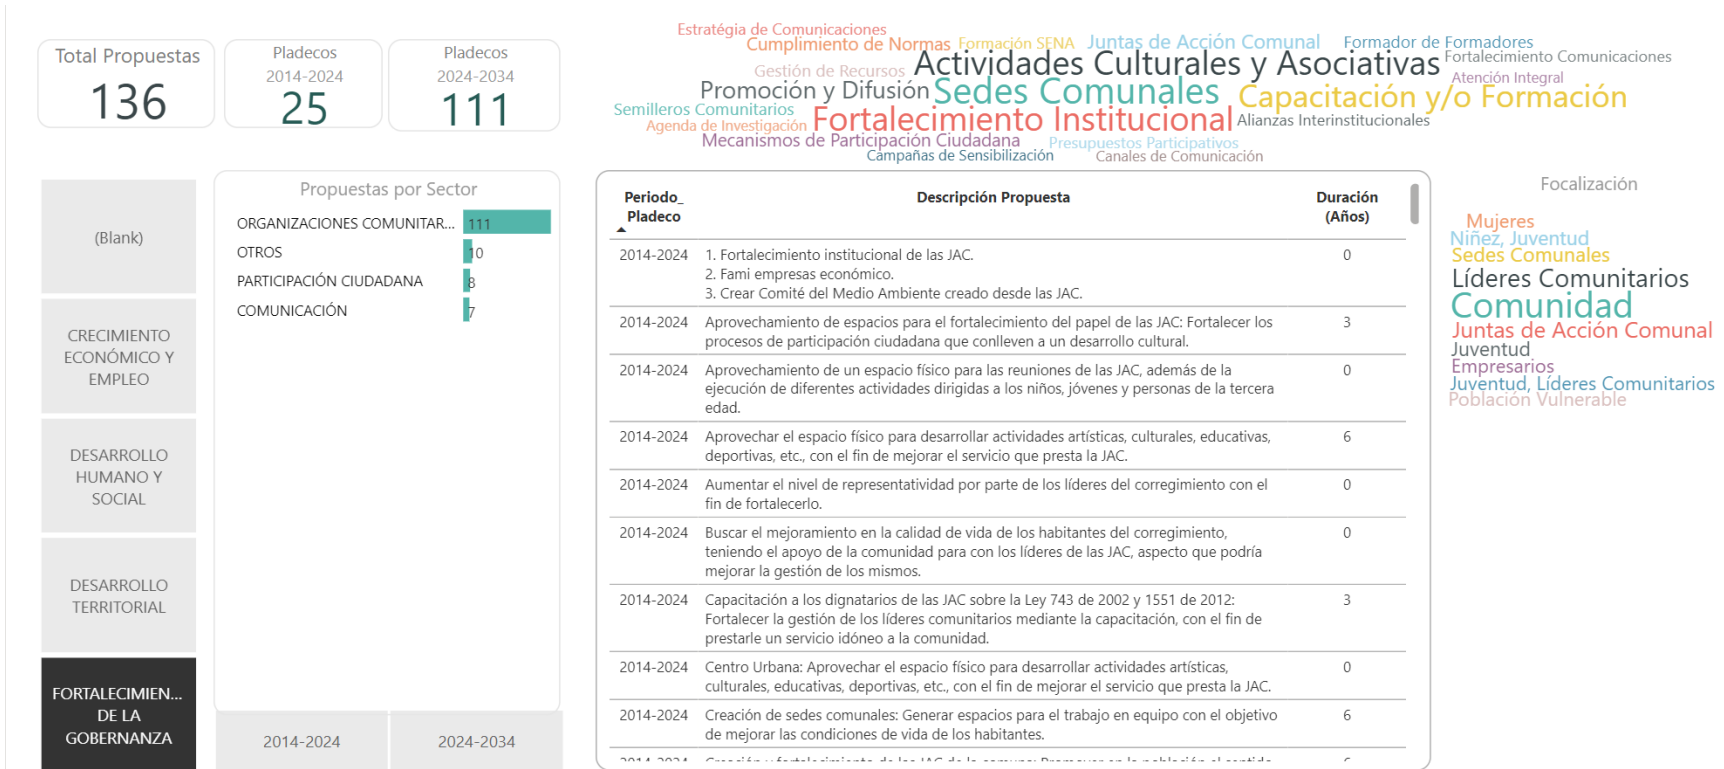 Total Propuestas
136
Pladecos
2014-2024
25
Pladecos
2024-2034
111
Estratégia de Comunicaciones
Cumplimiento de Normas
Formación SENA
Juntas de Acción Comunal
Formador de Formadores
Gestión de Recursos
Actividades Culturales y Asociativas
Fortalecimiento Comunicaciones
Atención Integral
Promoción y Difusión
Sedes Comunales
Capacitación y/o Formación
Semilleros Comunitarios
Agenda de Investigación
Fortalecimiento Institucional
Alianzas Interinstitucionales
Mecanismos de Participación Ciudadana
Presupuestos Participativos
Campañas de Sensibilización
Canales de Comunicación
(Blank)
CRECIMIENTO
ECONÓMICO Y
EMPLEO
DESARROLLO
HUMANO Y
SOCIAL
DESARROLLO
TERRITORIAL
FORTALECIMIEN...
DE LA
GOBERNANZA
Propuestas por Sector
ORGANIZACIONES COMUNITAR... 111
OTROS 10
PARTICIPACIÓN CIUDADANA 8
COMUNICACIÓN 7
2014-2024 2024-2034
Periodo_ Descripción Propuesta Duración
Pladeco (Años)
2014-2024 1. Fortalecimiento institucional de las JAC. 0
2. Fami empresas económico.
3. Crear Comité del Medio Ambiente creado desde las JAC.
2014-2024 Aprovechamiento de espacios para el fortalecimiento del papel de las JAC: Fortalecer los 3
procesos de participación ciudadana que conlleven a un desarrollo cultural.
2014-2024 Aprovechamiento de un espacio físico para las reuniones de las JAC, además de la 0
ejecución de diferentes actividades dirigidas a los niños, jóvenes y personas de la tercera
edad.
2014-2024 Aprovechar el espacio físico para desarrollar actividades artísticas, culturales, educativas, 6
deportivas, etc., con el fin de mejorar el servicio que presta la JAC.
2014-2024 Aumentar el nivel de representatividad por parte de los líderes del corregimiento con el 0
fin de fortalecerlo.
2014-2024 Buscar el mejoramiento en la calidad de vida de los habitantes del corregimiento, 0
teniendo el apoyo de la comunidad para con los líderes de las JAC, aspecto que podría
mejorar la gestión de los mismos.
2014-2024 Capacitación a los dignatarios de las JAC sobre la Ley 743 de 2002 y 1551 de 2012: 3
Fortalecer la gestión de los líderes comunitarios mediante la capacitación, con el fin de
prestarle un servicio idóneo a la comunidad.
2014-2024 Centro Urbana: Aprovechar el espacio físico para desarrollar actividades artísticas, 0
culturales, educativas, deportivas, etc., con el fin de mejorar el servicio que presta la JAC.
2014-2024 Creación de sedes comunales: Generar espacios para el trabajo en equipo con el objetivo 6
de mejorar las condiciones de vida de los habitantes.
2014-2024 Creación y fortalecimiento de las JAC de la comuna: Promover en la población el sentido 6
Focalización
Mujeres
Niñez, Juventud
Sedes Comunales
Líderes Comunitarios
Comunidad
Juntas de Acción Comunal
Juventud
Empresarios
Juventud, Líderes Comunitarios
Población Vulnerable